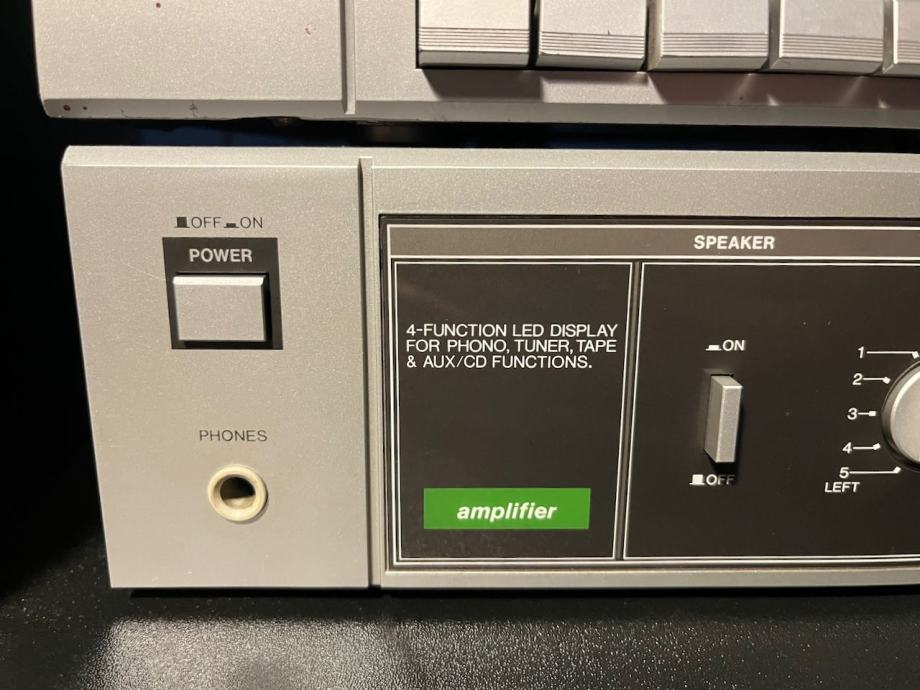 OFF ON
POWER
PHONES
SPEAKER
4-FUNCTION LED DISPLAY
FOR PHONO, TUNER, TAPE
& AUX/CD FUNCTIONS.
amplifier
ON
OFF
1
2
3
4
5
LEFT